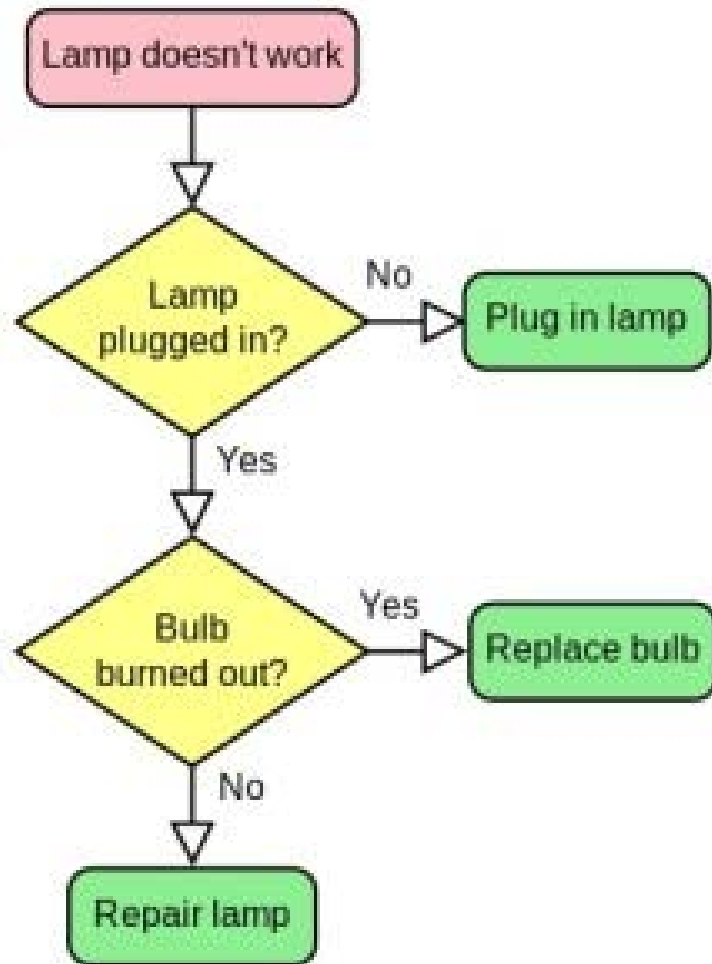 Lamp doesn't work
Lamp
plugged in?
No
Plug in lamp
Yes
Bulb
burned out?
Yes
Replace bulb
No
Repair lamp